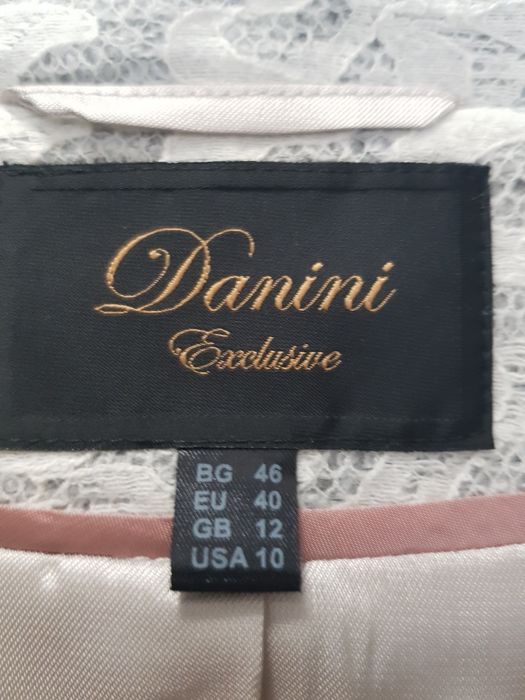 Danini
Exclusive
BG 46
EU 40
GB 12
USA 10